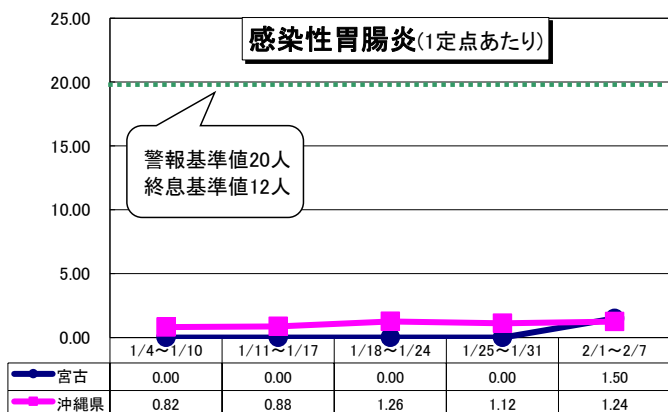 感染性胃腸炎(1定点あたり)
25.00
20.00
15.00
10.00
5.00
0.00
警報基準値20人
終息基準値12人
1/4～1/10 1/11～1/17 1/18～1/24 1/25～1/31 2/1～2/7
宮古 0.00 0.00 0.00 0.00 1.50
沖縄県 0.82 0.88 1.26 1.12 1.24